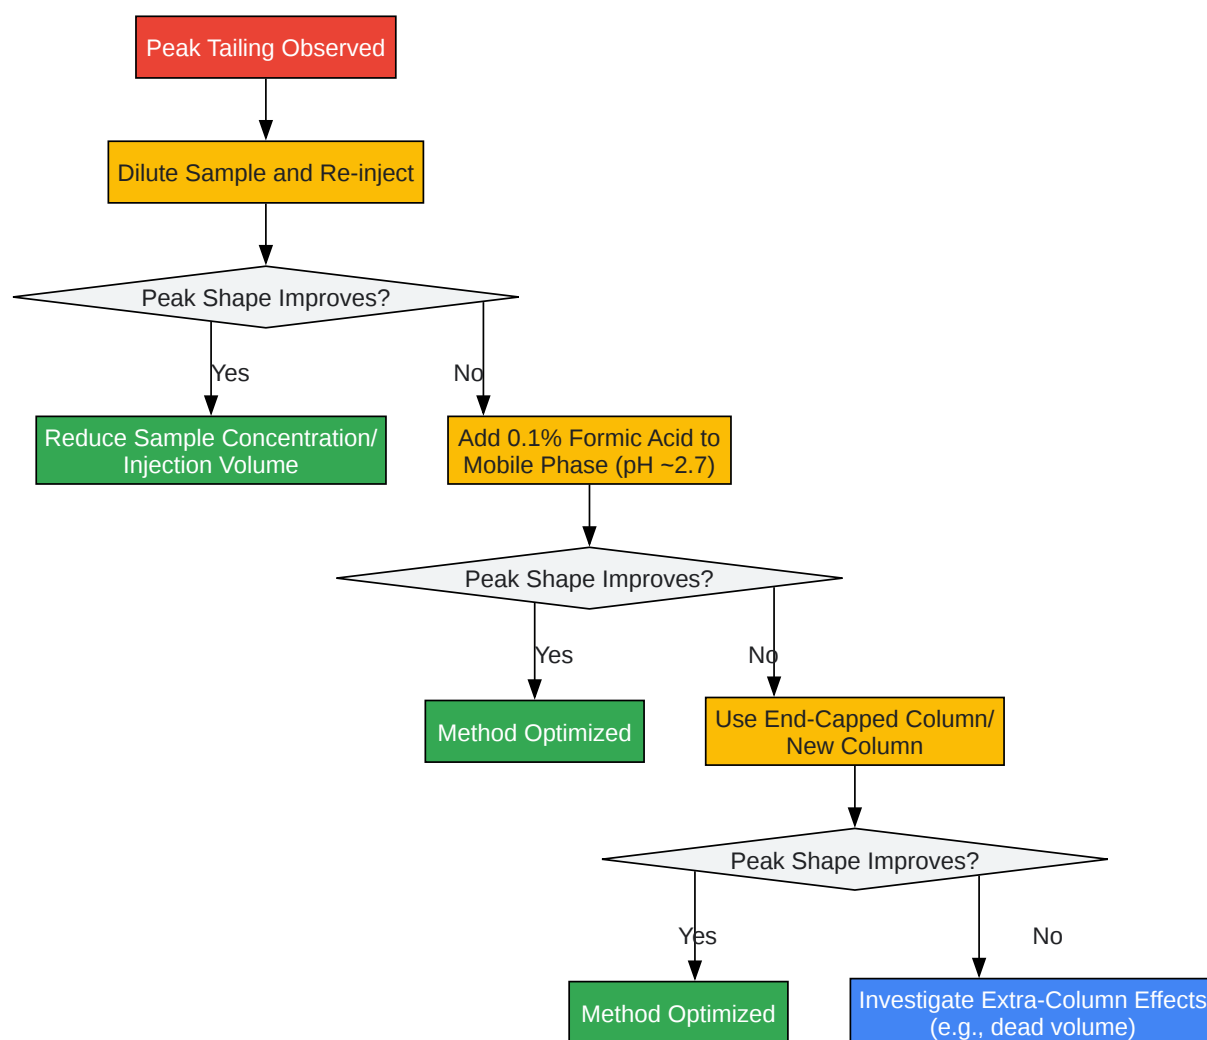 Peak Tailing Observed
Dilute Sample and Re-inject
Peak Shape Improves?
Yes
No
Reduce Sample Concentration/
Injection Volume
Add 0.1% Formic Acid to
Mobile Phase (pH ~2.7)
Peak Shape Improves?
Yes
No
Method Optimized
Use End-Capped Column/
New Column
Peak Shape Improves?
Yes
No
Method Optimized
Investigate Extra-Column Effects
(e.g., dead volume)